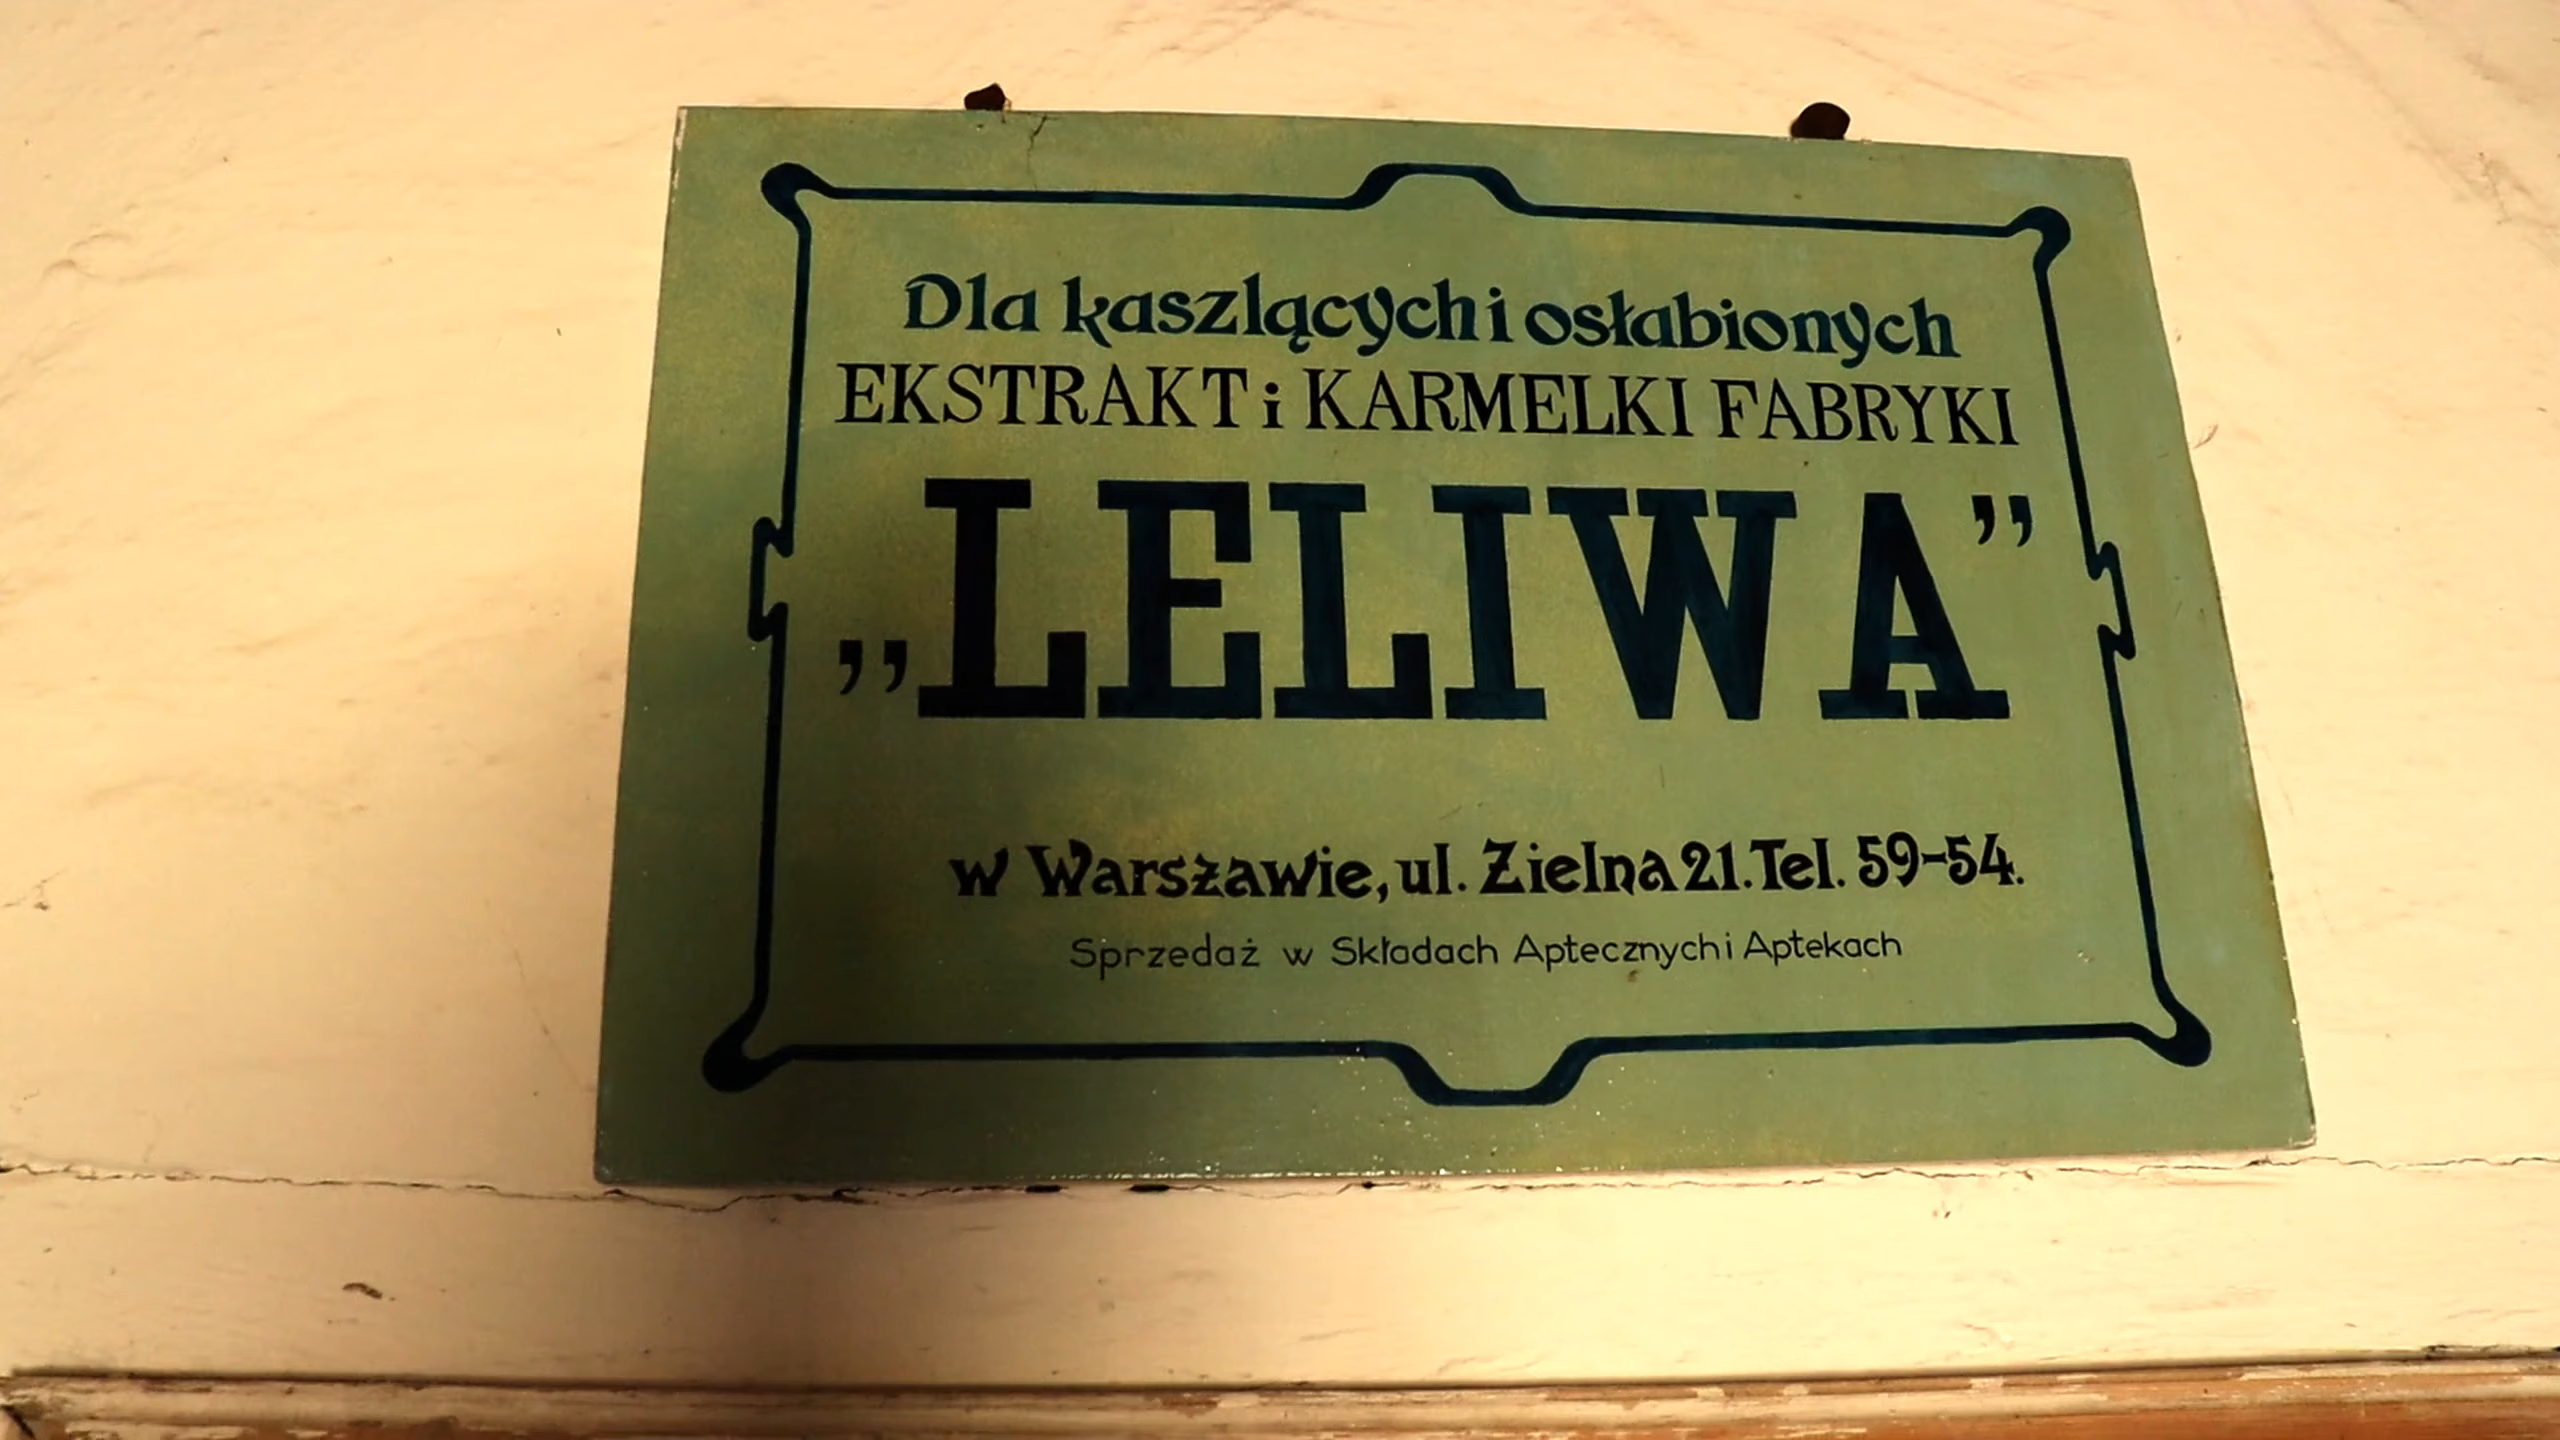 Dla kaszlących i osłabionych
EKSTRAKT i KARMELKI FABRYKI
„LELIWA”
w Warszawie, ul. Zielna 21. Tel. 59-54.
Sprzedaż w Składach Aptecznych i Aptekach